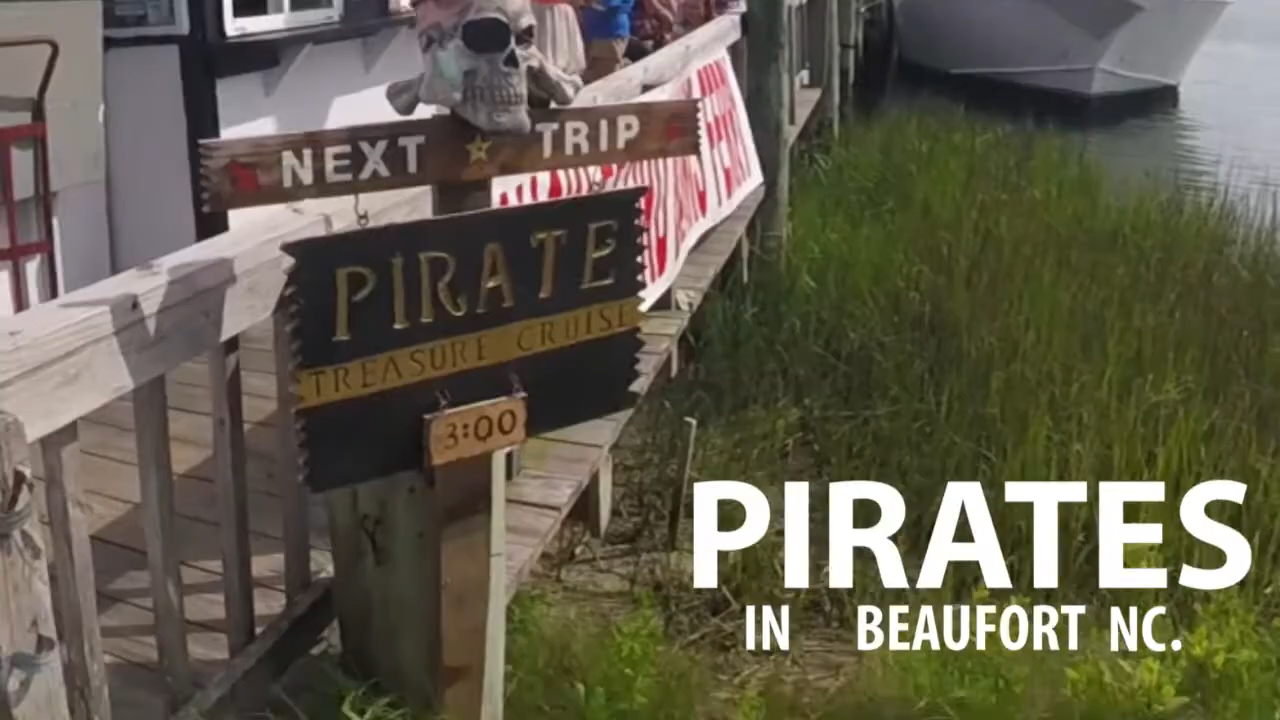 NEXT ★ TRIP
PIRATE
TREASURE CRUISE
3:00
PIRATES
IN BEAUFORT NC.